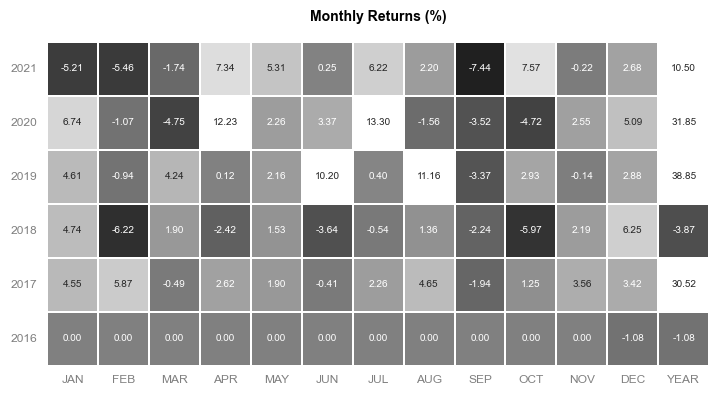 Monthly Returns (%)
2021 -5.21 -5.46 -1.74 7.34 5.31 0.25 6.22 2.20 -7.44 7.57 -0.22 2.68 10.50
2020 6.74 -1.07 -4.75 12.23 2.26 3.37 13.30 -1.56 -3.52 -4.72 2.55 5.09 31.85
2019 4.61 -0.94 4.24 0.12 2.16 10.20 0.40 11.16 -3.37 2.93 -0.14 2.88 38.85
2018 4.74 -6.22 1.90 -2.42 1.53 -3.64 -0.54 1.36 -2.24 -5.97 2.19 6.25 -3.87
2017 4.55 5.87 -0.49 2.62 1.90 -0.41 2.26 4.65 -1.94 1.25 3.56 3.42 30.52
2016 0.00 0.00 0.00 0.00 0.00 0.00 0.00 0.00 0.00 0.00 0.00 -1.08 -1.08
JAN FEB MAR APR MAY JUN JUL AUG SEP OCT NOV DEC YEAR